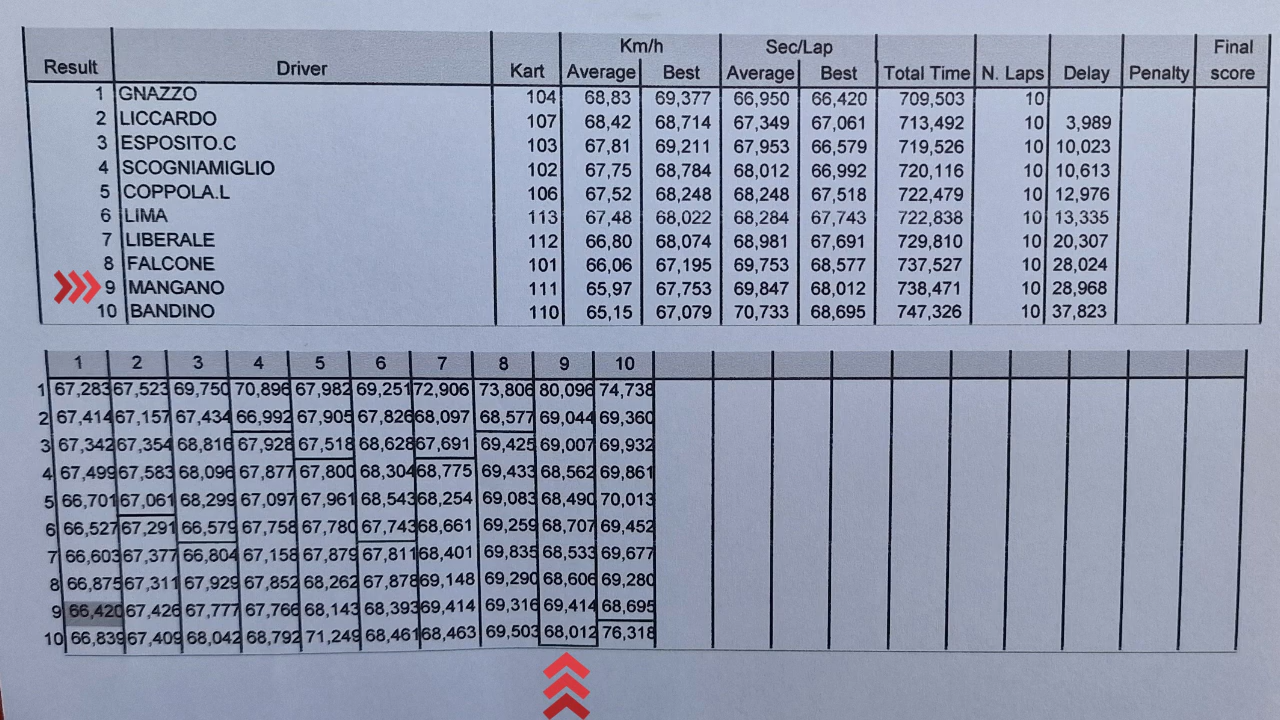 Km/h Sec/Lap Final
Result Driver Kart Average Best Average Best Total Time N. Laps Delay Penalty score
1 GNAZZO 104 68,83 69,377 66,950 66,420 709,503 10
2 LICCARDO 107 68,42 68,714 67,349 67,061 713,492 10 3,989
3 ESPOSITO.C 103 67,81 69,211 67,953 66,579 719,526 10 10,023
4 SCOGNIAMIGLIO 102 67,75 68,784 68,012 66,992 720,116 10 10,613
5 COPPOLA.L 106 67,52 68,248 68,248 67,518 722,479 10 12,976
6 LIMA 113 67,48 68,022 68,284 67,743 722,838 10 13,335
7 LIBERALE 112 66,80 68,074 68,981 67,691 729,810 10 20,307
8 FALCONE 101 66,06 67,195 69,753 68,577 737,527 10 28,024
9 MANGANO 111 65,97 67,753 69,847 68,012 738,471 10 28,968
10 BANDINO 110 65,15 67,079 70,733 68,695 747,326 10 37,823
1 2 3 4 5 6 7 8 9 10
1 67,283 67,523 69,750 70,896 67,982 69,251 72,906 73,806 80,096 74,738
2 67,414 67,157 67,434 66,992 67,905 67,826 68,097 68,577 69,044 69,360
3 67,342 67,354 68,816 67,928 67,518 68,628 67,691 69,425 69,007 69,932
4 67,499 67,583 68,096 67,877 67,800 68,304 68,775 69,433 68,562 69,861
5 66,701 67,061 68,299 67,097 67,961 68,543 68,254 69,083 68,490 70,013
6 66,527 67,291 66,579 67,758 67,780 67,743 68,661 69,259 68,707 69,452
7 66,603 67,377 66,804 67,158 67,879 67,811 68,401 69,835 68,533 69,677
8 66,875 67,311 67,929 67,852 68,262 67,878 69,148 69,290 68,606 69,280
9 66,420 67,426 67,777 67,766 68,143 68,393 69,414 69,316 69,414 68,695
10 66,839 67,409 68,042 68,792 71,249 68,461 68,463 69,503 68,012 76,318